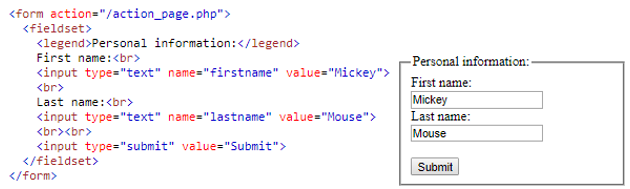 <form action="/action_page.php">
  <fieldset>
    <legend>Personal information:</legend>
    First name:<br>
    <input type="text" name="firstname" value="Mickey">
    <br>
    Last name:<br>
    <input type="text" name="lastname" value="Mouse">
    <br><br>
    <input type="submit" value="Submit">
  </fieldset>
</form>
Personal information:
First name:
Mickey
Last name:
Mouse
Submit